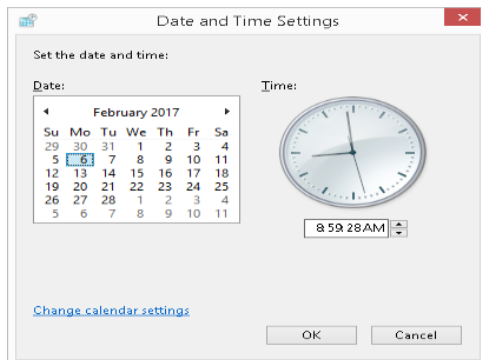 Date and Time Settings
Set the date and time:
Date: Time:
February 2017
Su Mo Tu We Th Fr Sa
29 30 31 1 2 3 4
5 6 7 8 9 10 11
12 13 14 15 16 17 18
19 20 21 22 23 24 25
26 27 28 1 2 3 4
5 6 7 8 9 10 11
8:59:28 AM
Change calendar settings
OK Cancel